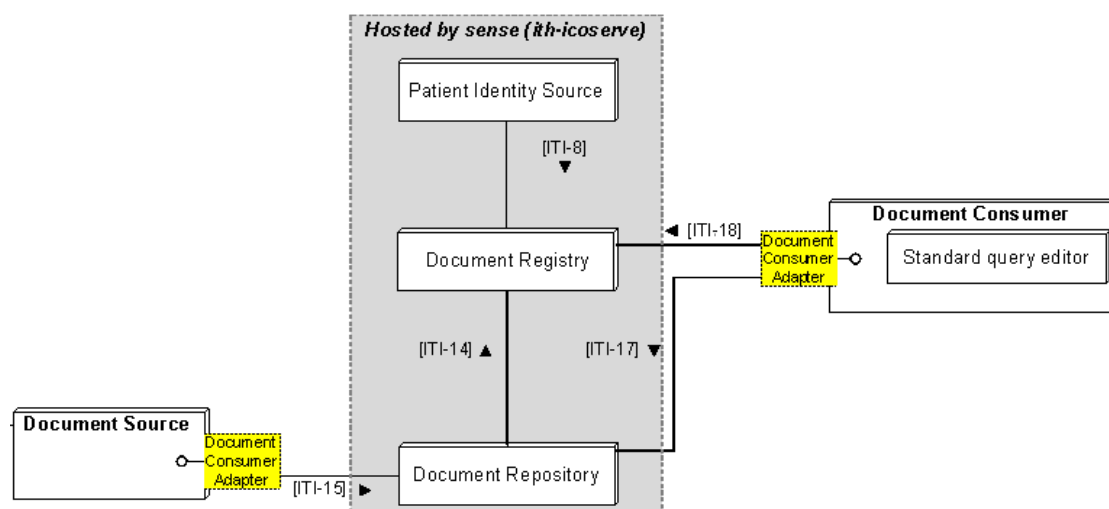 Hosted by sense (ith-icoserve)
Patient Identity Source
[ITI-8]
Document Consumer
[ITI-18]
Document
Consumer
Adapter
Standard query editor
Document Registry
[ITI-14]
[ITI-17]
Document Source
Document
Consumer
Adapter
[ITI-15]
Document Repository